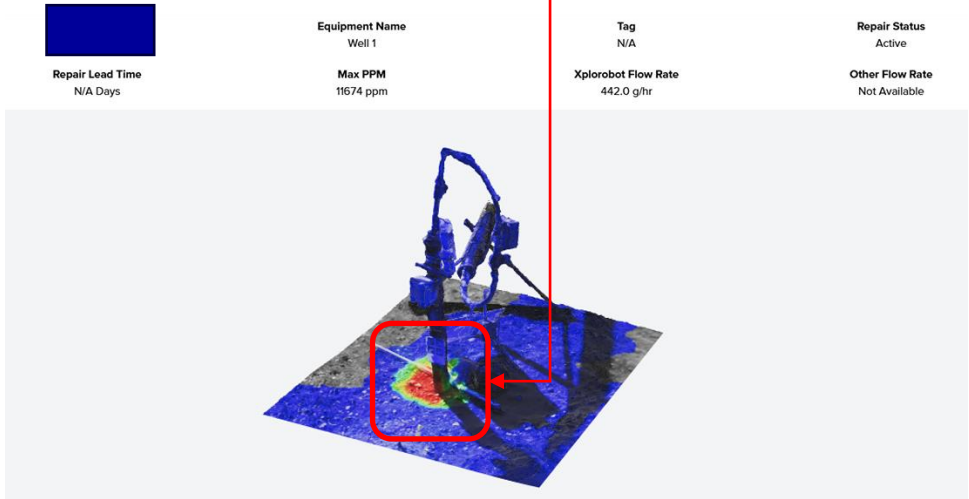 Equipment Name
Well 1
Tag
N/A
Repair Status
Active
Repair Lead Time
N/A Days
Max PPM
11674 ppm
Xplorobot Flow Rate
442.0 g/hr
Other Flow Rate
Not Available